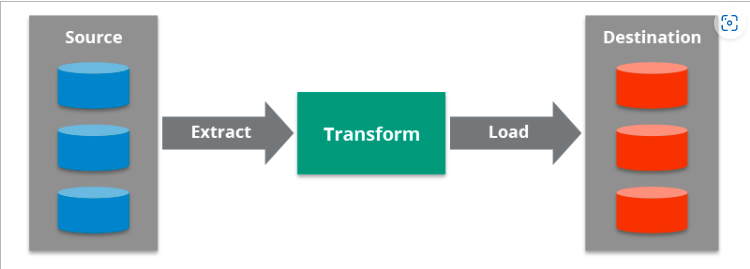 Source
Extract
Transform
Load
Destination